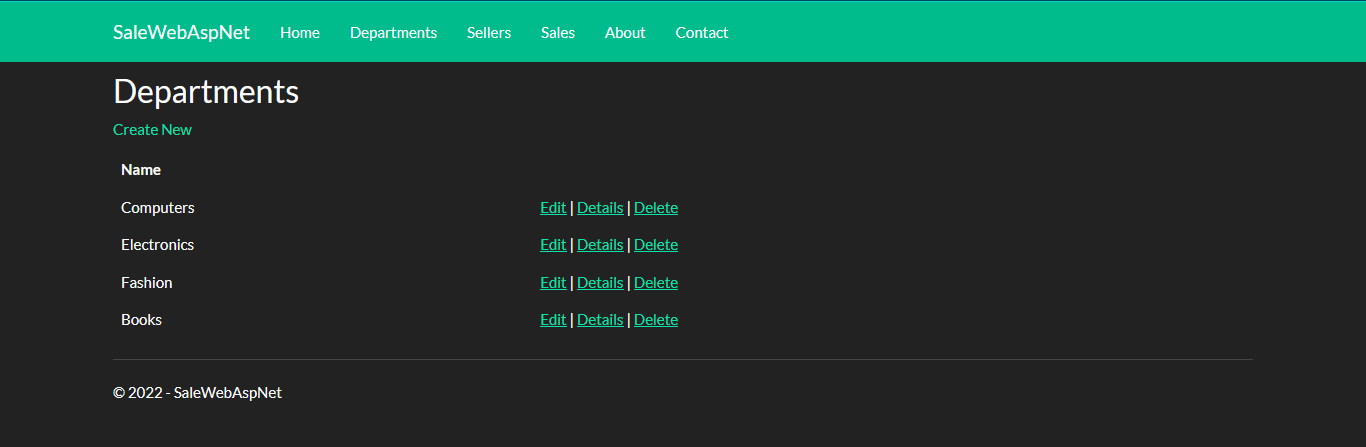 SaleWebAspNet Home Departments Sellers Sales About Contact
Departments
Create New
Name
Computers Edit | Details | Delete
Electronics Edit | Details | Delete
Fashion Edit | Details | Delete
Books Edit | Details | Delete
© 2022 - SaleWebAspNet